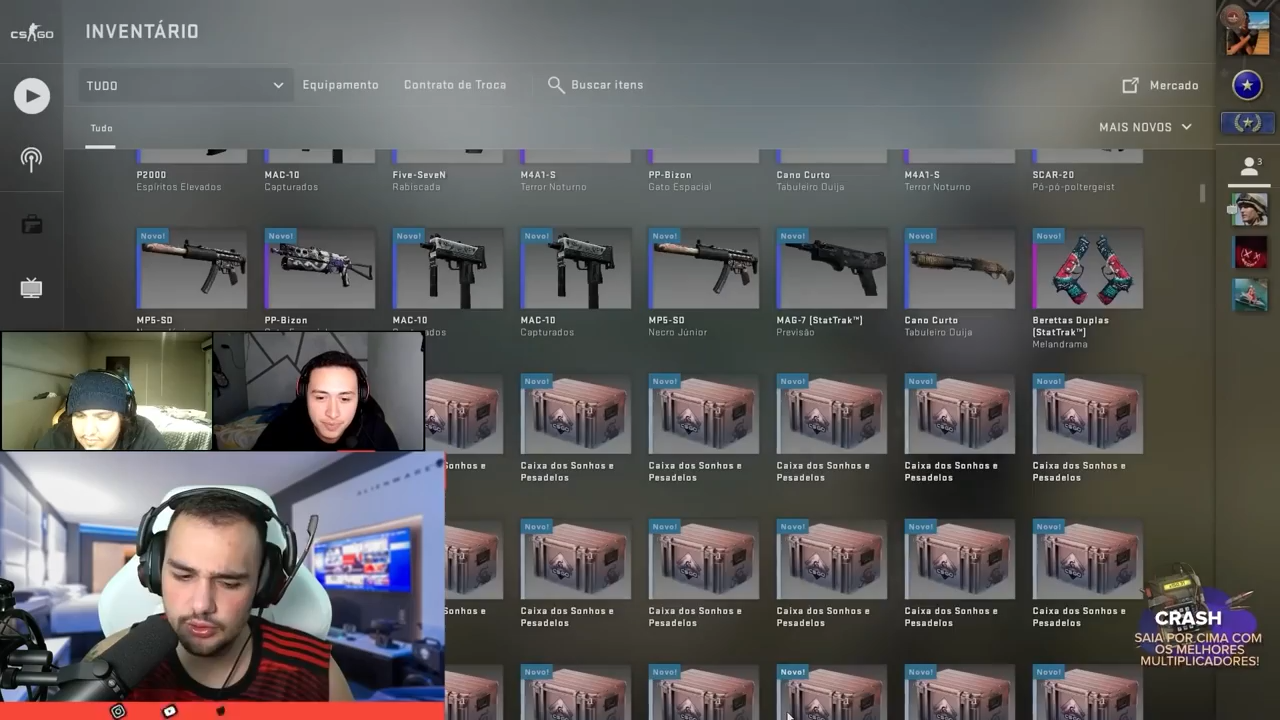 CS GO
INVENTÁRIO
TUDO
Equipamento
Contrato de Troca
Buscar itens
Mercado
Tudo
MAIS NOVOS
3
P2000
Espíritos Elevados
MAC-10
Capturados
Five-SeveN
Rabiscada
M4A1-S
Terror Noturno
PP-Bizon
Gato Espacial
Cano Curto
Tabuleiro Ouija
M4A1-S
Terror Noturno
SCAR-20
Pó-pó-poltergeist
Novo!
Novo!
Novo!
Novo!
Novo!
Novo!
Novo!
Novo!
MP5-SD
PP-Bizon
MAC-10
MAC-10
Capturados
MP5-SD
Necro Júnior
MAG-7 (StatTrak™)
Previsão
Cano Curto
Tabuleiro Ouija
Berettas Duplas
(StatTrak™)
Melandrama
Novo!
Novo!
Novo!
Novo!
Novo!
Sonhos e
Caixa dos Sonhos e
Pesadelos
Caixa dos Sonhos e
Pesadelos
Caixa dos Sonhos e
Pesadelos
Caixa dos Sonhos e
Pesadelos
Caixa dos Sonhos e
Pesadelos
ALIENWARE
Novo!
Novo!
Novo!
Novo!
Novo!
Sonhos e
Caixa dos Sonhos e
Pesadelos
Caixa dos Sonhos e
Pesadelos
Caixa dos Sonhos e
Pesadelos
Caixa dos Sonhos e
Pesadelos
Caixa dos Sonhos e
Pesadelos
CRASH
SAIA POR CIMA COM
OS MELHORES
MULTIPLICADORES!
Novo!
Novo!
Novo!
Novo!
Novo!